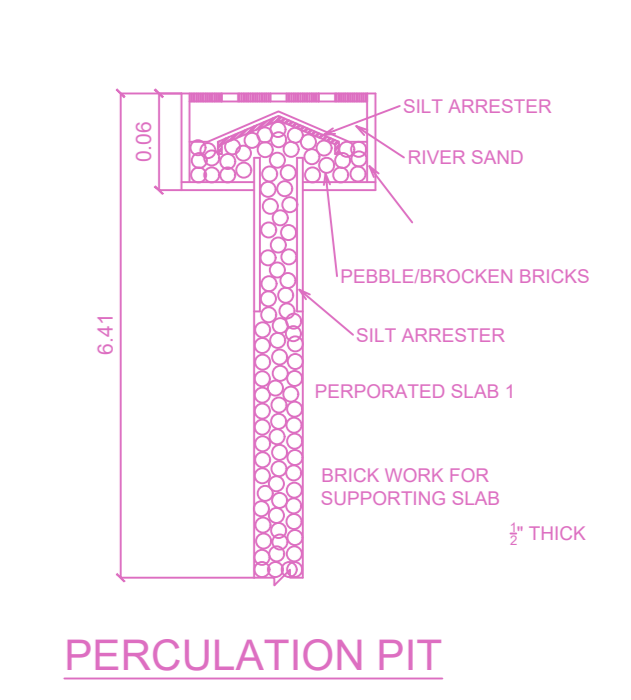 SILT ARRESTER
0.06
RIVER SAND
PEBBLE/BROCKEN BRICKS
6.41
SILT ARRESTER
PERPORATED SLAB 1
BRICK WORK FOR
SUPPORTING SLAB
½" THICK
PERCULATION PIT